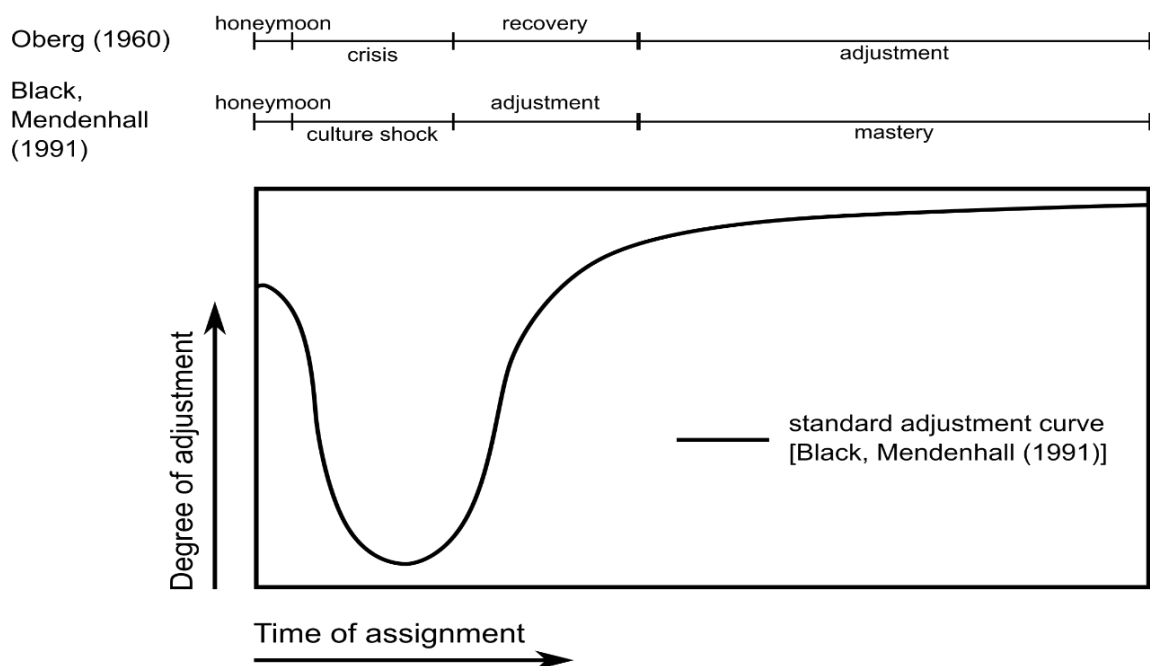 honeymoon
recovery
Oberg (1960)
crisis
adjustment
Black,
Mendenhall
(1991)
honeymoon
adjustment
culture shock
mastery
Degree of adjustment
standard adjustment curve
[Black, Mendenhall (1991)]
Time of assignment